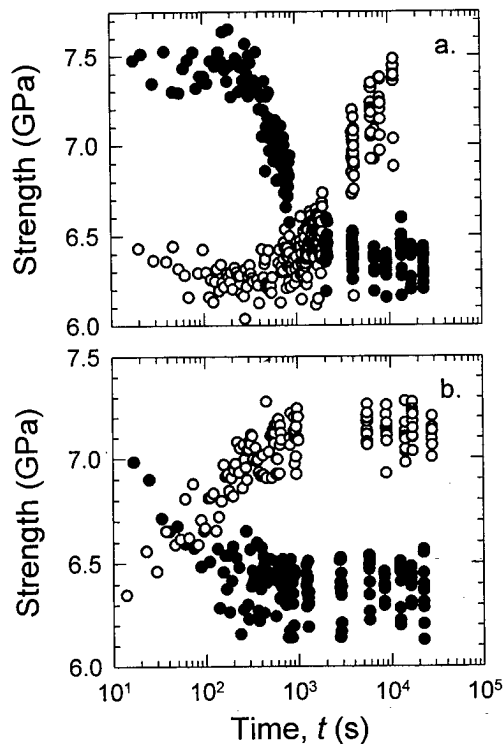 a.
7.5
7.0
6.5
6.0
Strength (GPa)
b.
7.5
7.0
6.5
6.0
Strength (GPa)
10¹ 10² 10³ 10⁴ 10⁵
Time, t (s)